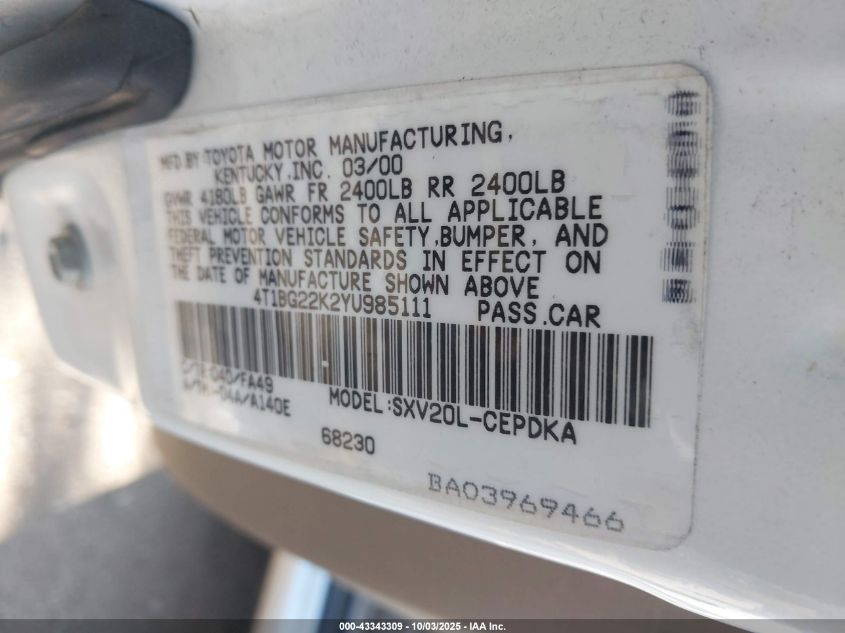 MFD.BY TOYOTA MOTOR MANUFACTURING,
KENTUCKY,INC. 03/00
GVWR 4180LB GAWR FR 2400LB RR 2400LB
THIS VEHICLE CONFORMS TO ALL APPLICABLE
FEDERAL MOTOR VEHICLE SAFETY,BUMPER, AND
THEFT PREVENTION STANDARDS IN EFFECT ON
THE DATE OF MANUFACTURE SHOWN ABOVE
4T1BG22K2YU985111 PASS.CAR
C/TR-040/FA49
A/TM-04A/A140E
MODEL:SXV20L-CEPDKA
68230
BA03969466
000-43343309 - 10/03/2025 - IAA Inc.